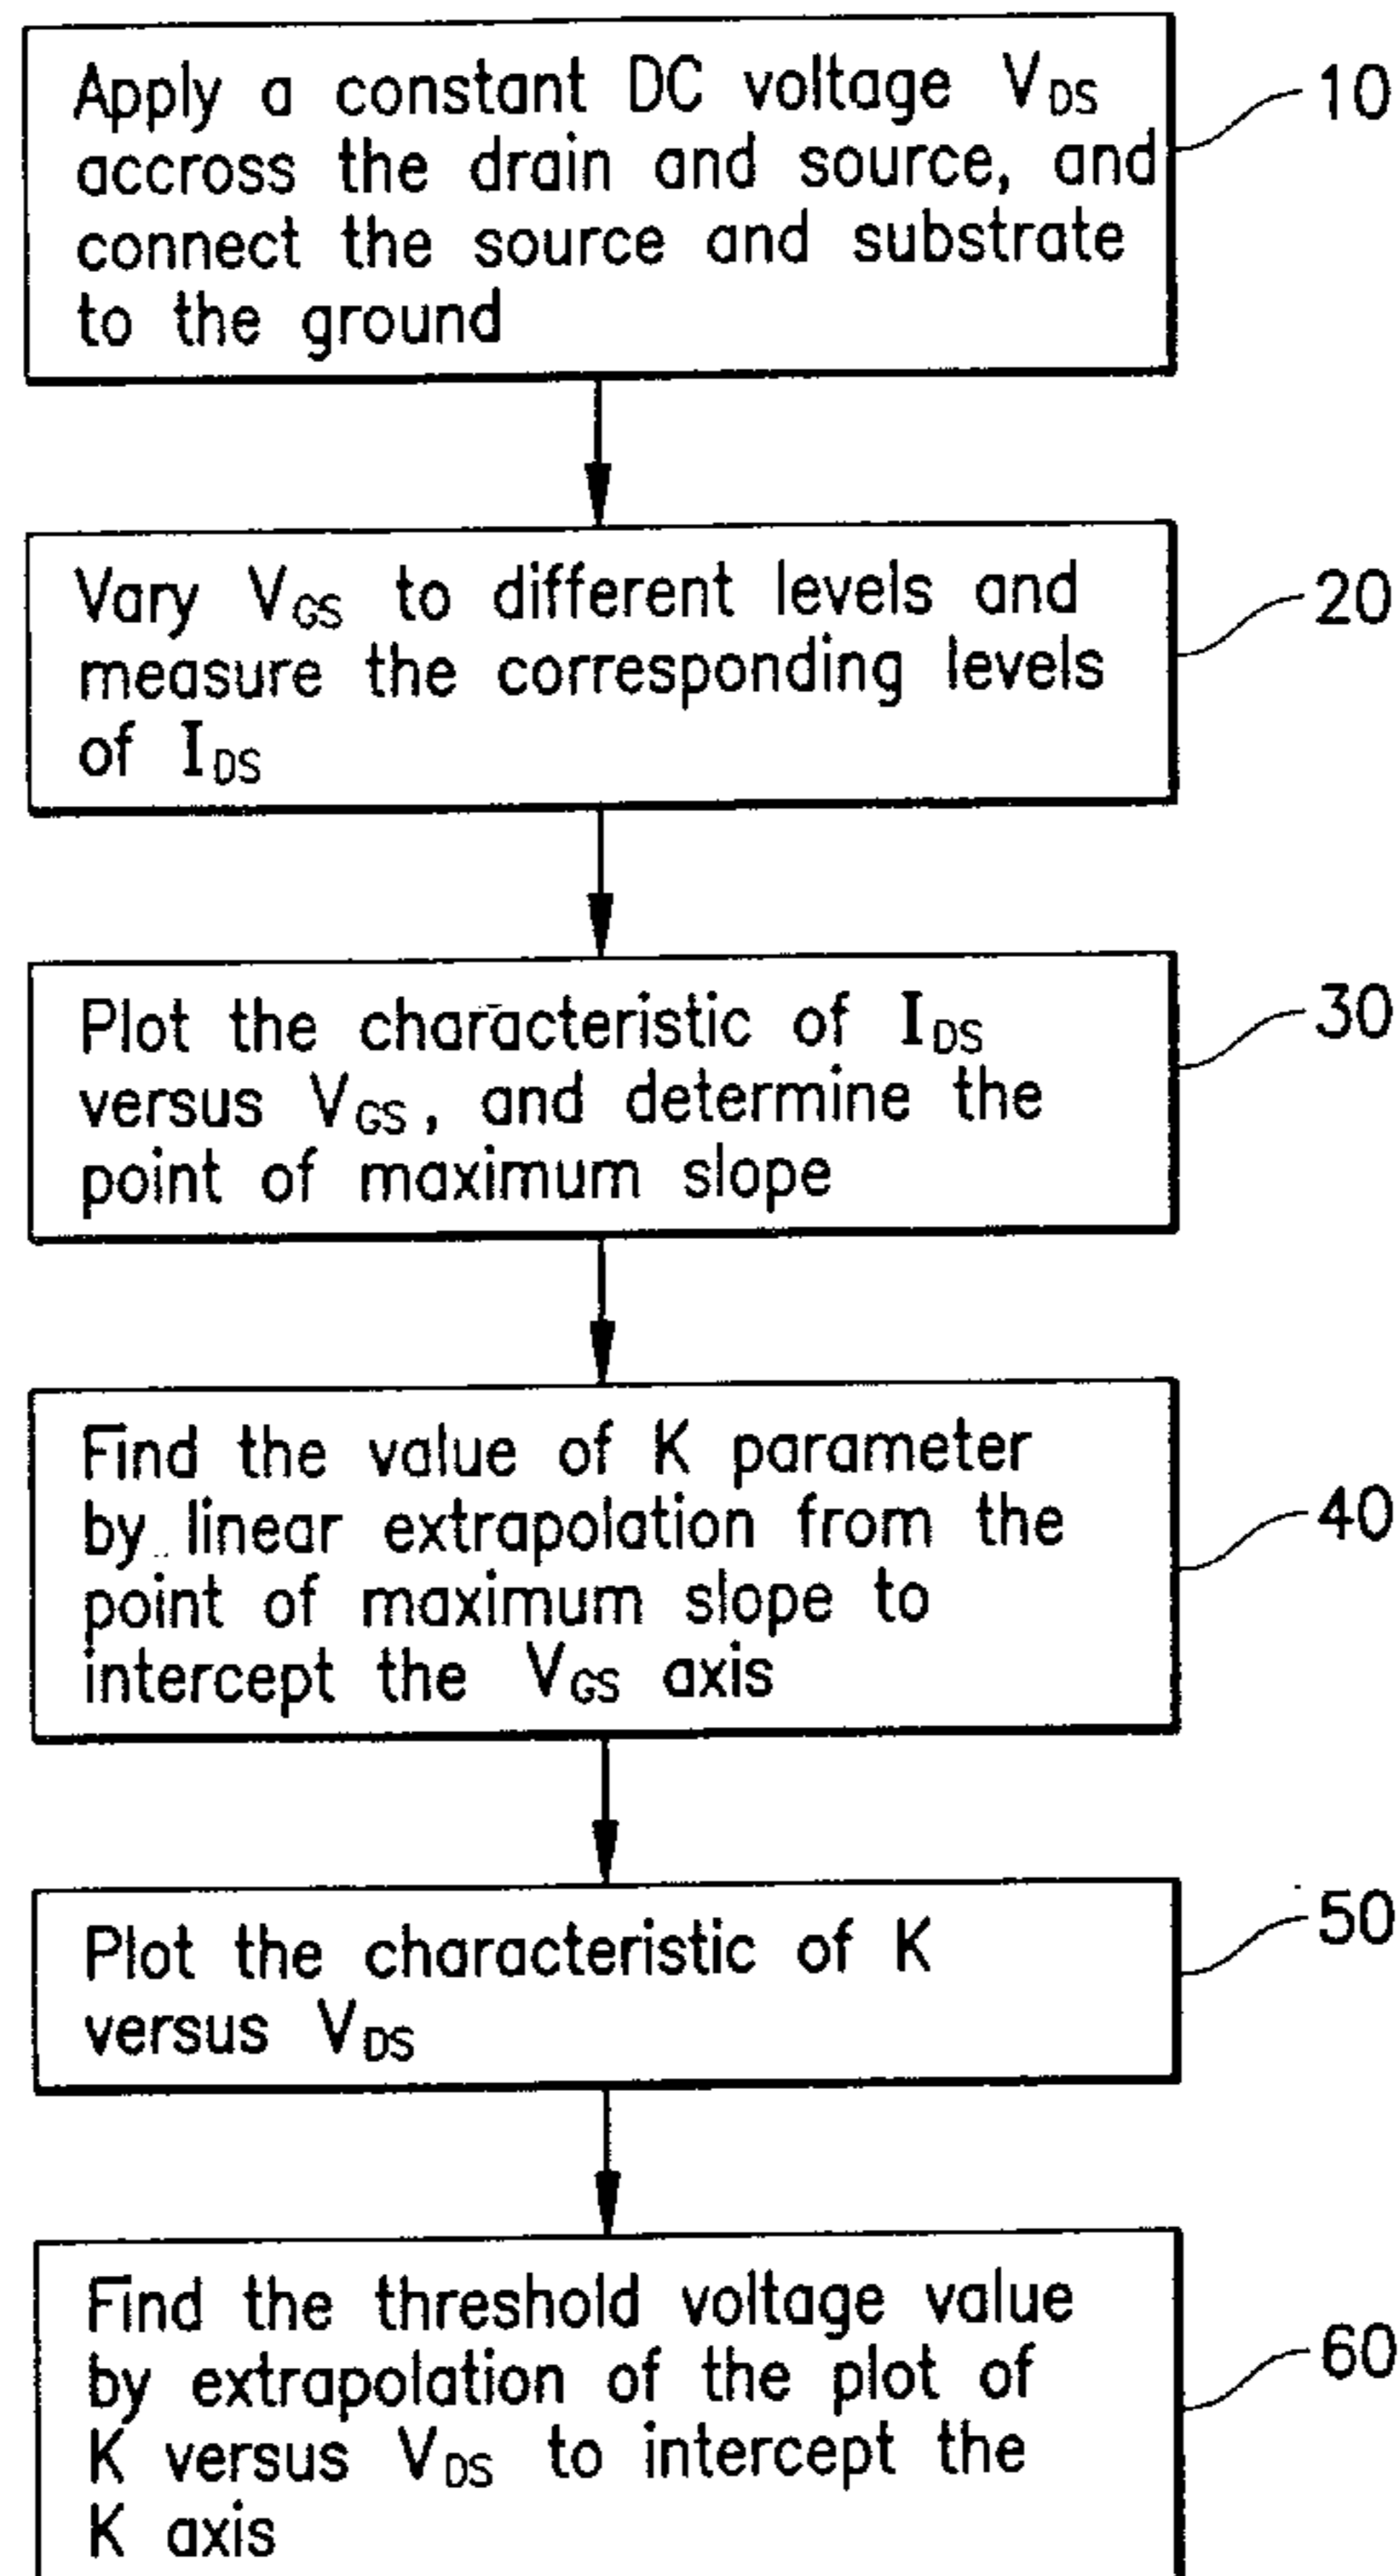 Apply a constant DC voltage VDS
accross the drain and source, and
connect the source and substrate
to the ground
10
Vary VGS to different levels and
measure the corresponding levels
of IDS
20
Plot the characteristic of IDS
versus VGS, and determine the
point of maximum slope
30
Find the value of K parameter
by linear extrapolation from the
point of maximum slope to
intercept the VGS axis
40
Plot the characteristic of K
versus VDS
50
Find the threshold voltage value
by extrapolation of the plot of
K versus VDS to intercept the
K axis
60